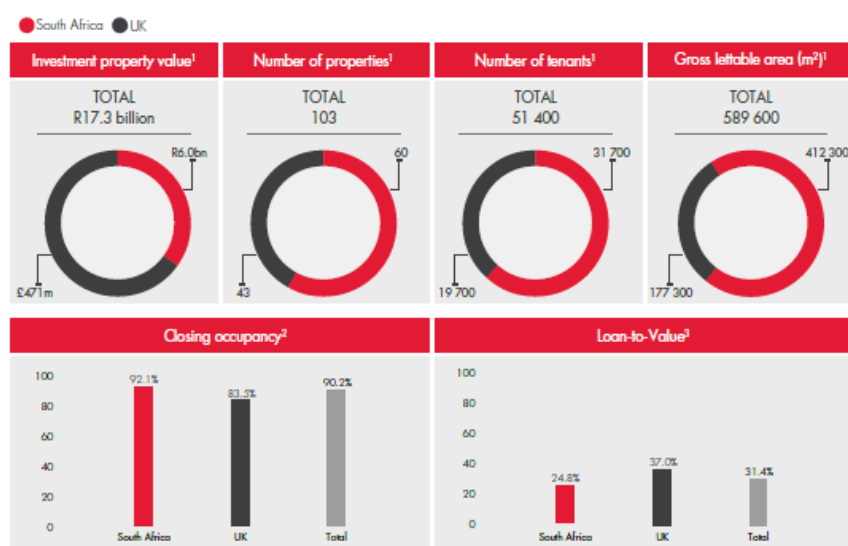 South Africa UK
Investment property value¹
TOTAL
R17.3 billion
R6.0bn
£471m
Number of properties¹
TOTAL
103
60
43
Number of tenants¹
TOTAL
51 400
31 700
19 700
Gross lettable area (m²)¹
TOTAL
589 600
412 300
177 300
Closing occupancy²
100
80
60
40
20
0
92.1%
83.5%
90.2%
South Africa UK Total
Loan-to-Value³
100
80
60
40
20
0
24.8%
37.0%
31.4%
South Africa UK Total